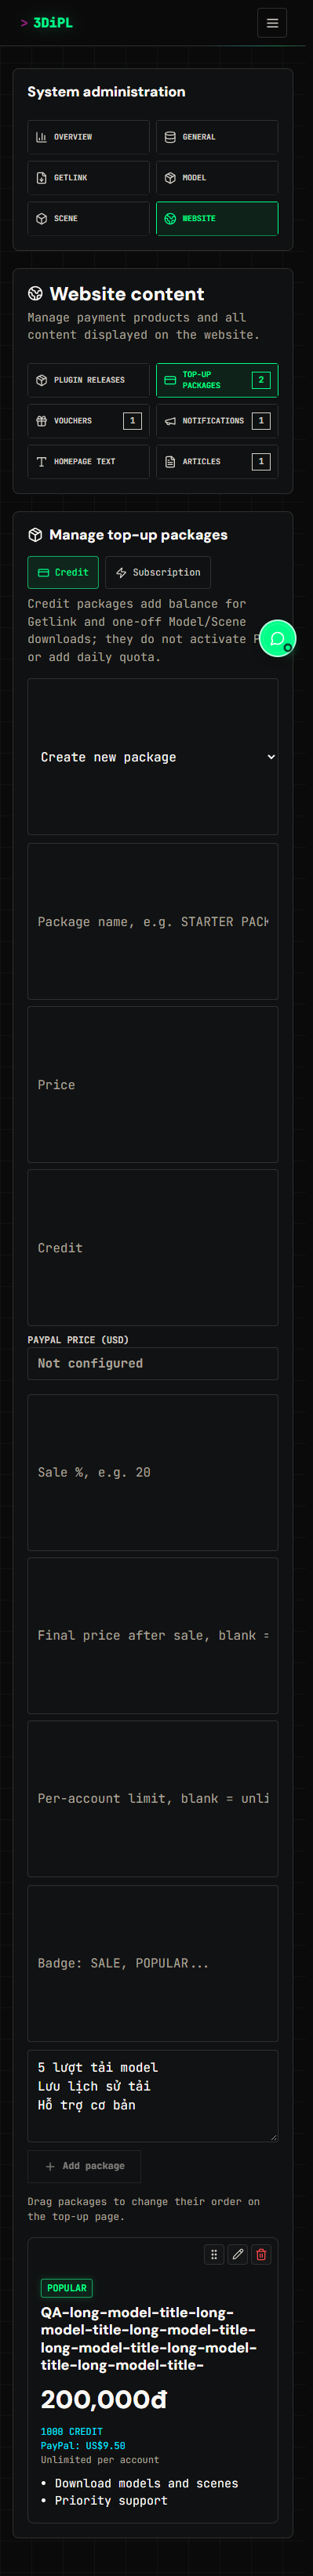 > 3DiPL
System administration
OVERVIEW
GENERAL
GETLINK
MODEL
SCENE
WEBSITE
Website content
Manage payment products and all
content displayed on the website.
PLUGIN RELEASES
TOP-UP
PACKAGES
2
VOUCHERS
1
NOTIFICATIONS
1
HOMEPAGE TEXT
ARTICLES
1
Manage top-up packages
Credit
Subscription
Credit packages add balance for
Getlink and one-off Model/Scene
downloads; they do not activate
or add daily quota.
Create new package
Package name, e.g. STARTER PACK
Price
Credit
PAYPAL PRICE (USD)
Not configured
Sale %, e.g. 20
Final price after sale, blank =
Per-account limit, blank = unli
Badge: SALE, POPULAR...
5 lượt tải model
Lưu lịch sử tải
Hỗ trợ cơ bản
+ Add package
Drag packages to change their order on
the top-up page.
POPULAR
QA-long-model-title-long-
model-title-long-model-title-
long-model-title-long-model-
title-long-model-title-
200,000đ
1000 CREDIT
PayPal: US$9.50
Unlimited per account
• Download models and scenes
• Priority support